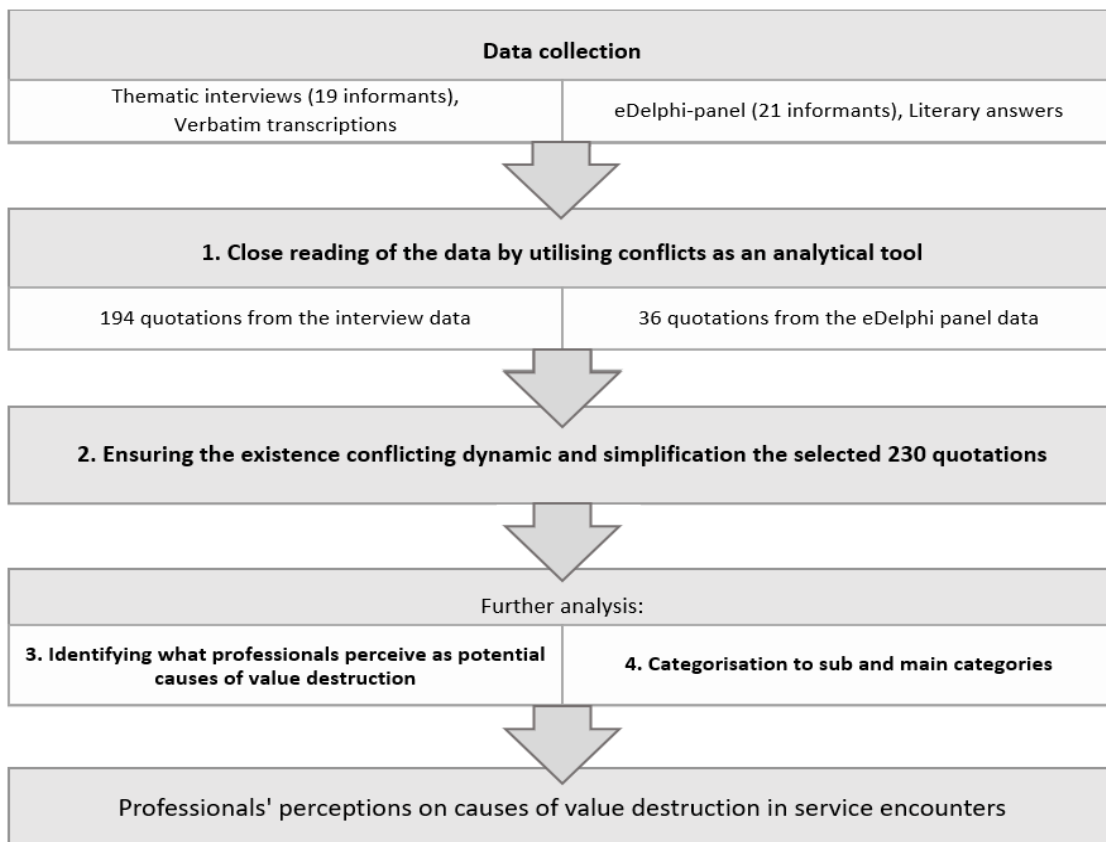 Data collection
Thematic interviews (19 informants),
Verbatim transcriptions
eDelphi-panel (21 informants), Literary answers
1. Close reading of the data by utilising conflicts as an analytical tool
194 quotations from the interview data
36 quotations from the eDelphi panel data
2. Ensuring the existence conflicting dynamic and simplification the selected 230 quotations
Further analysis:
3. Identifying what professionals perceive as potential
causes of value destruction
4. Categorisation to sub and main categories
Professionals' perceptions on causes of value destruction in service encounters